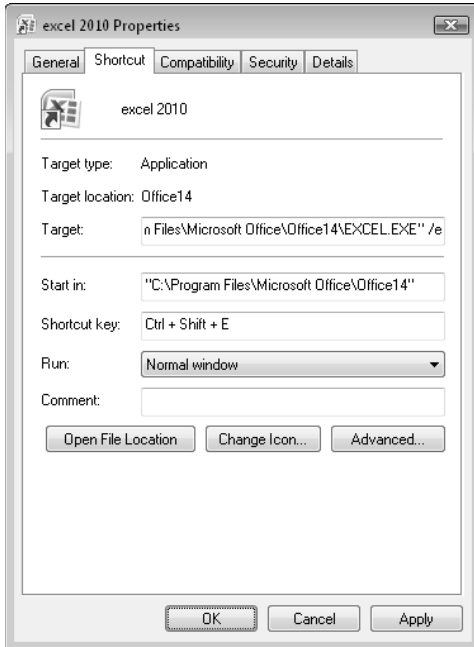 excel 2010 Properties
General Shortcut Compatibility Security Details
excel 2010
Target type: Application
Target location: Office14
Target: n Files\Microsoft Office\Office14\EXCEL.EXE" /e
Start in: "C:\Program Files\Microsoft Office\Office14"
Shortcut key: Ctrl + Shift + E
Run: Normal window
Comment:
Open File Location Change Icon... Advanced...
OK Cancel Apply